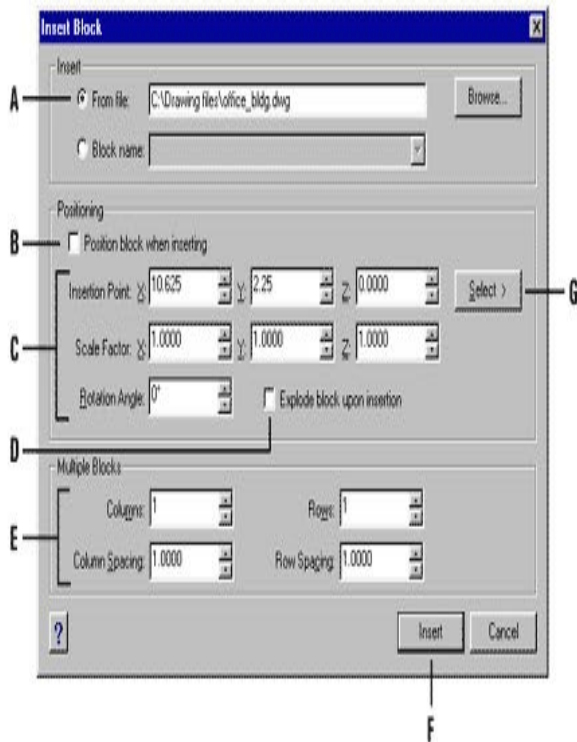 Insert Block
Insert
A
From file: C:\Drawing files\office_bldg.dwg Browse...
Block name:
Positioning
B
Position block when inserting
Insertion Point: X: 10.625 Y: 2.25 Z: 0.0000 Select >
G
C
Scale Factor: X: 1.0000 Y: 1.0000 Z: 1.0000
Rotation Angle: 0° Explode block upon insertion
D
Multiple Blocks
Columns: 1 Rows: 1
E
Column Spacing: 1.0000 Row Spacing: 1.0000
? Insert Cancel
F